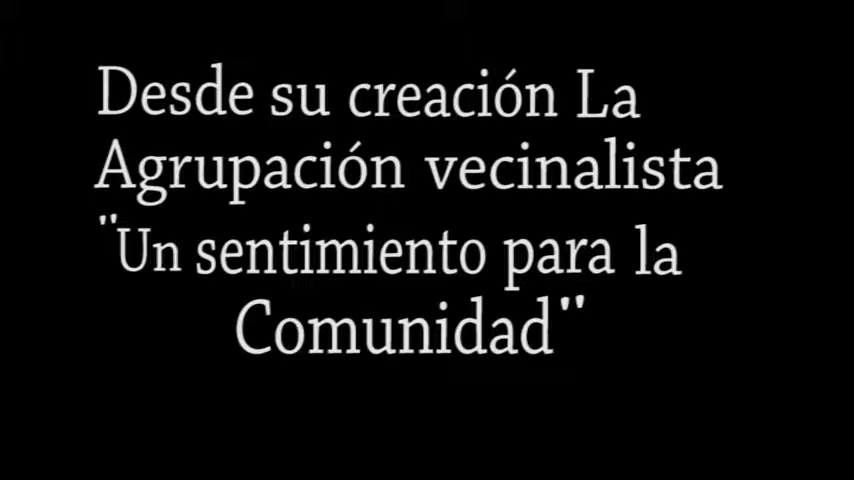 Desde su creación La
Agrupación vecinalista
"Un sentimiento para la
Comunidad"